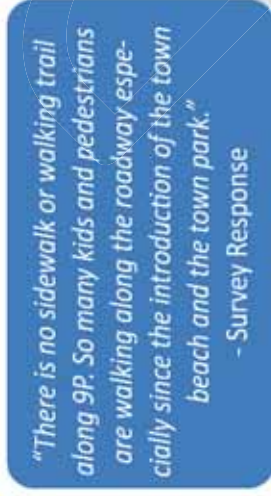 "There is no sidewalk or walking trail
along 9P. So many kids and pedestrians
are walking along the roadway espe-
cially since the introduction of the town
beach and the town park."
- Survey Response